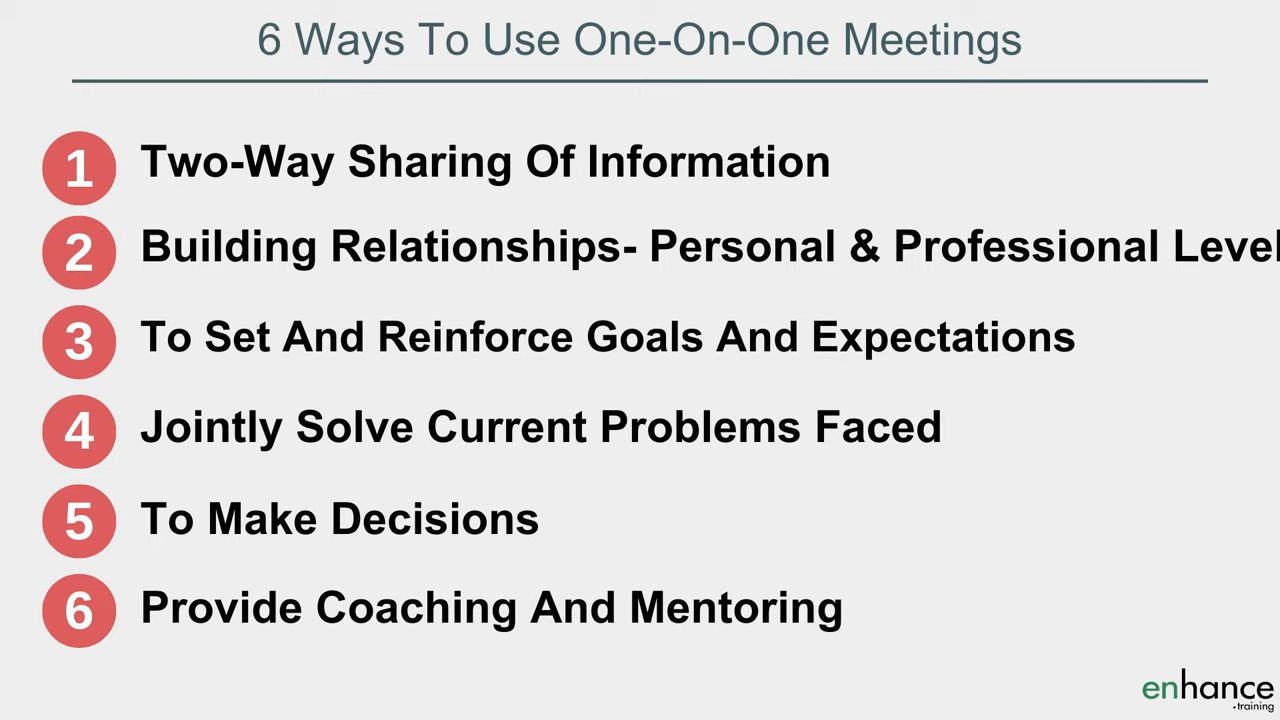 6 Ways To Use One-On-One Meetings
1 Two-Way Sharing Of Information
2 Building Relationships- Personal & Professional Level
3 To Set And Reinforce Goals And Expectations
4 Jointly Solve Current Problems Faced
5 To Make Decisions
6 Provide Coaching And Mentoring
enhance
.training